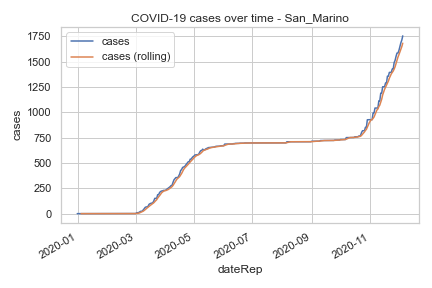 COVID-19 cases over time - San_Marino
cases
cases (rolling)
cases
1750
1500
1250
1000
750
500
250
0
2020-01
2020-03
2020-05
2020-07
2020-09
2020-11
dateRep